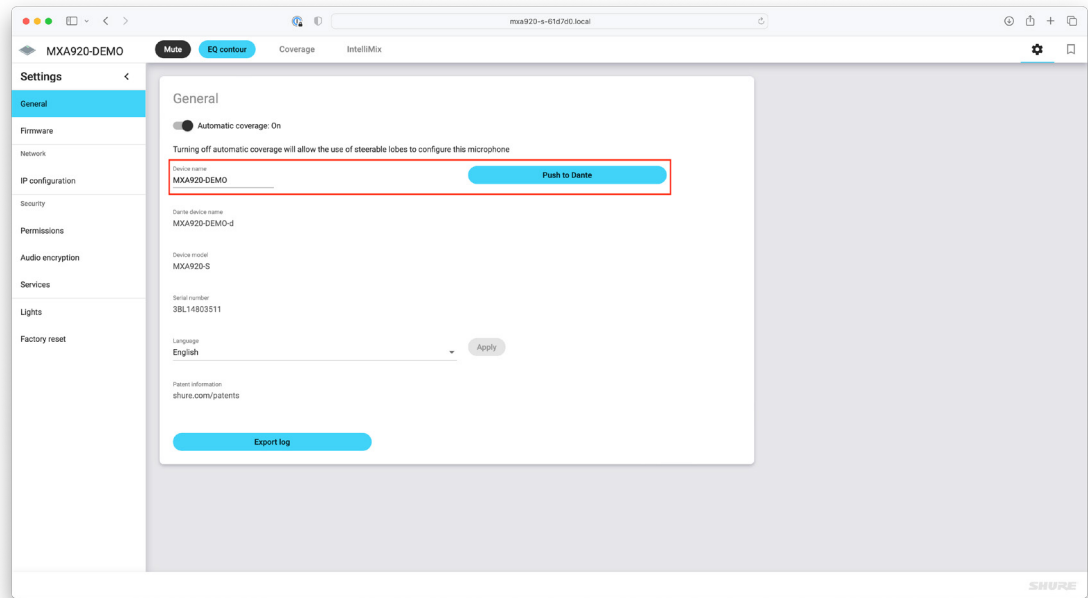 mxa920-s-61d7d0.local
MXA920-DEMO
Mute
EQ contour
Coverage
IntelliMix
Settings
General
Firmware
Network
IP configuration
Security
Permissions
Audio encryption
Services
Lights
Factory reset
General
Automatic coverage: On
Turning off automatic coverage will allow the use of steerable lobes to configure this microphone
Device name
MXA920-DEMO
Push to Dante
Dante device name
MXA920-DEMO-d
Device model
MXA920-S
Serial number
3BL14803511
Language
English
Apply
Patent information
shure.com/patents
Export log
SHURE